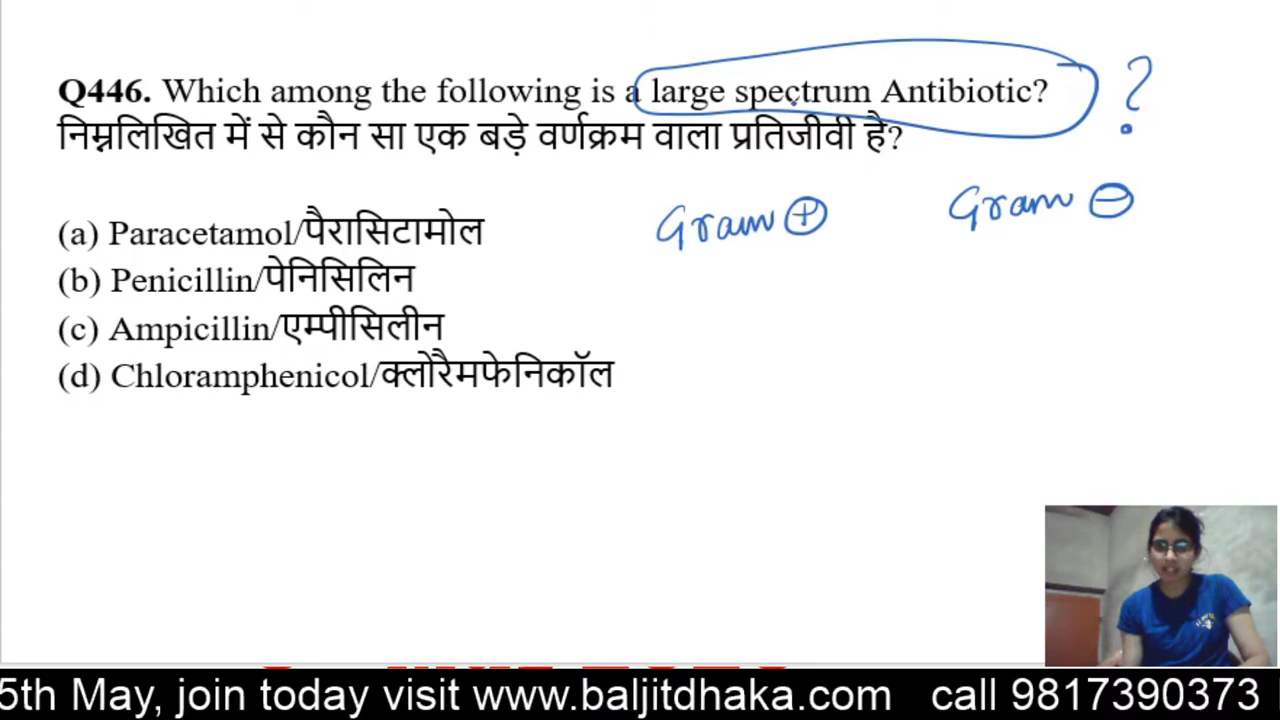 Q446. Which among the following is a large spectrum Antibiotic? ?
निम्नलिखित में से कौन सा एक बड़े वर्णक्रम वाला प्रतिजीवी है?
Gram + Gram -
(a) Paracetamol/पैरासिटामोल
(b) Penicillin/पेनिसिलिन
(c) Ampicillin/एम्पीसिलीन
(d) Chloramphenicol/क्लोरैमफेनिकॉल
5th May, join today visit www.baljitdhaka.com call 9817390373